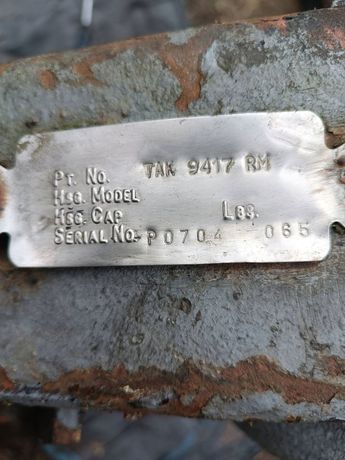 Pt. No. TAK 9417 RM
Hsg. Model
Hsg. Cap Lbs.
Serial No. P0704 065